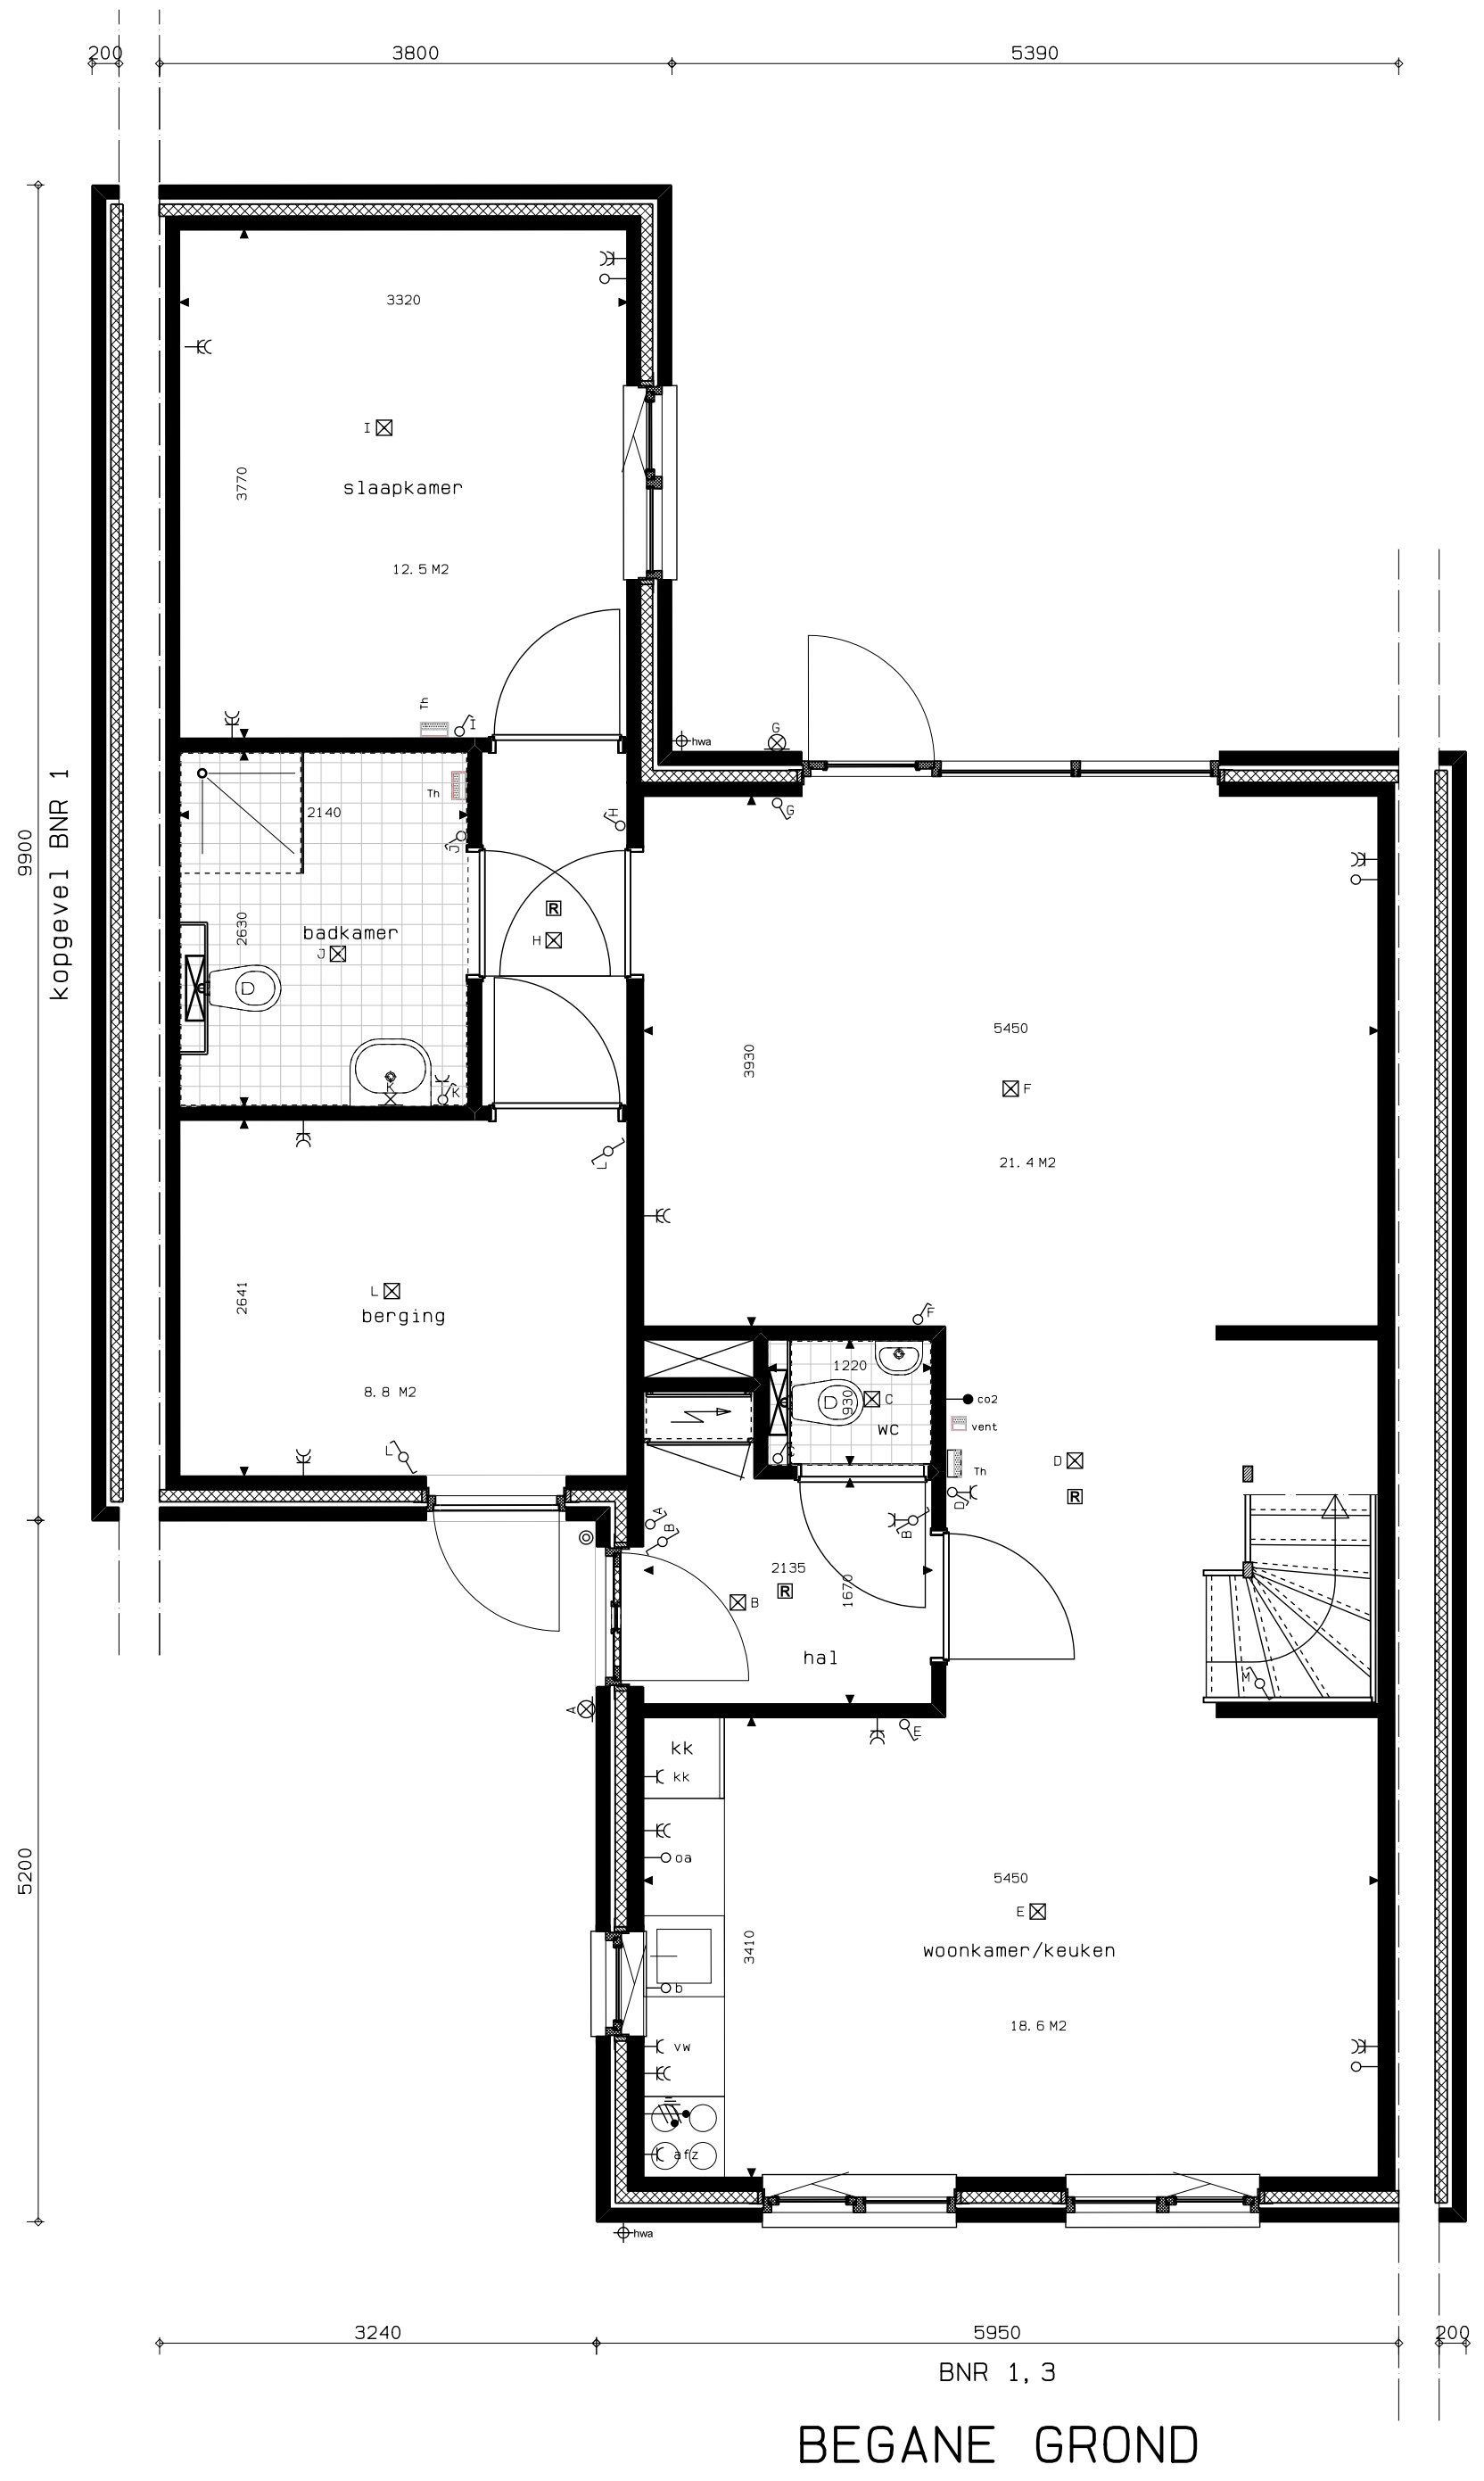 200 3800 5390
3320
I
slaapkamer
3770
12.5 M2
Th
I
G
hwa
Th
2140
G
H
J
kopgevel BNR 1
9900
R
badkamer
2630
H
J
D
5450
3930
K
K
F
21.4 M2
L
2641
L
berging
F
1220
8.8 M2
D
930
C
co2
WC
vent
L
C
D
Th
D
R
A
B
B
2135
R
1670
B
hal
M
A
E
kk
kk
oa
5200
5450
E
3410
woonkamer/keuken
b
18.6 M2
vw
afz
hwa
3240 5950 200
BNR 1,3
BEGANE GROND